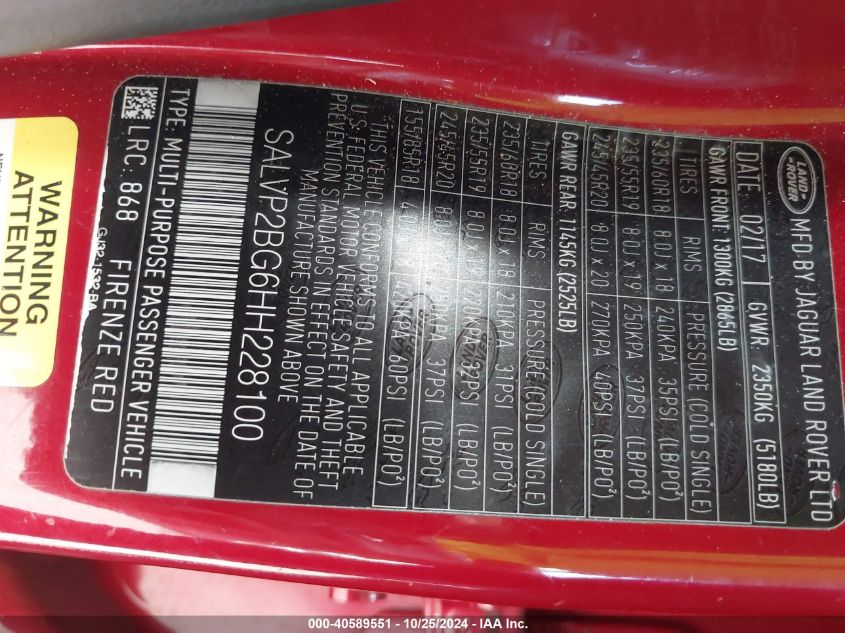 LAND ROVER
MFD.BY JAGUAR LAND ROVER LTD
DATE: 02/17 GVWR: 2350KG (5180LB)
GAWR FRONT: 1300KG (2865LB)
TIRES RIMS PRESSURE (COLD SINGLE)
235/60R18 8.0J x 18 240KPA 35PSI (LB/PO²)
235/55R19 8.0J x 19 250KPA 37PSI (LB/PO²)
245/45R20 8.0J x 20 270KPA 40PSI (LB/PO²)
GAWR REAR: 1145KG (2525LB)
TIRES RIMS PRESSURE(COLD SINGLE)
235/60R18 8.0J x 18 210KPA 31PSI (LB/PO²)
235/55R19 8.0J x 19 (LB/PO²)
245/45R20 37PSI (LB/PO²)
155/85R18 420KPA (60PSI) (LB/PO²)
THIS VEHICLE CONFORMS TO ALL APPLICABLE
U.S. FEDERAL MOTOR VEHICLE SAFETY AND THEFT
PREVENTION STANDARDS IN EFFECT ON THE DATE OF
MANUFACTURE SHOWN ABOVE
SALVP2BG6HH228100
TYPE: MULTI-PURPOSE PASSENGER VEHICLE
LRC: 868 FIRENZE RED
GJ32-1532-BA
WARNING
ATTENTION
000-40589551 - 10/25/2024 - IAA Inc.